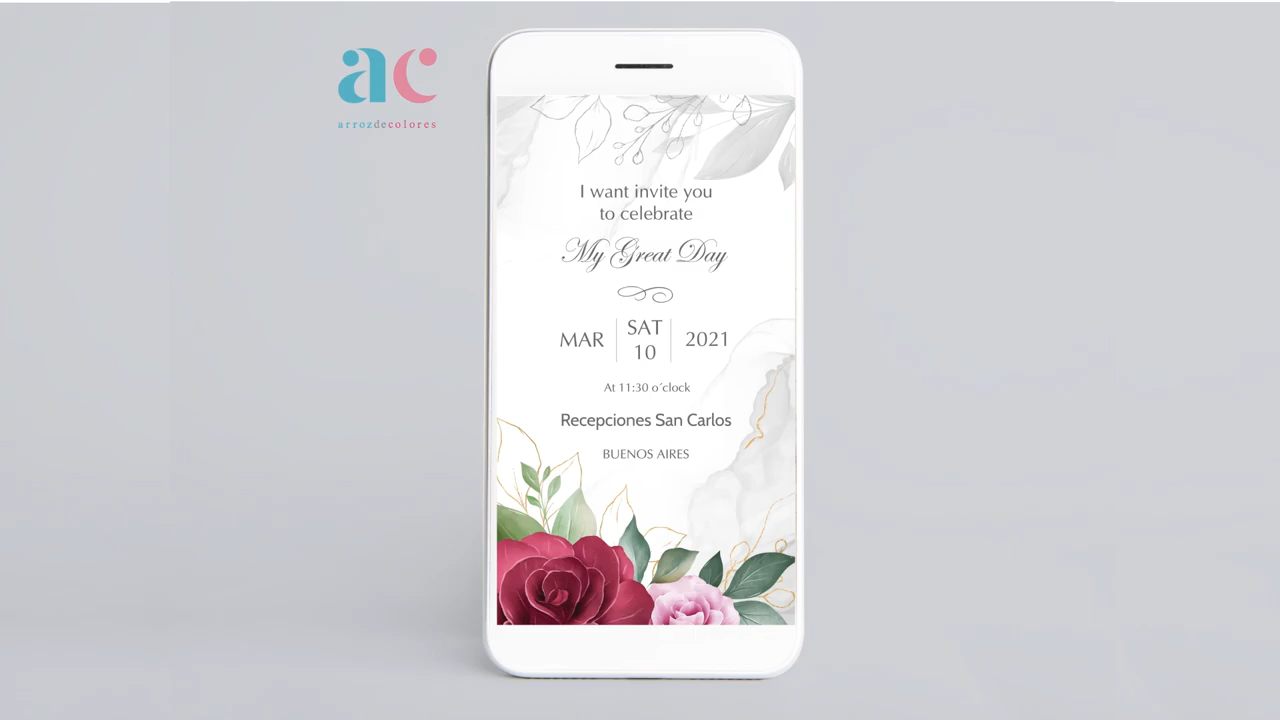 ac
arrozdecolores
I want invite you
to celebrate
My Great Day
MAR
SAT
10
2021
At 11:30 o´clock
Recepciones San Carlos
BUENOS AIRES